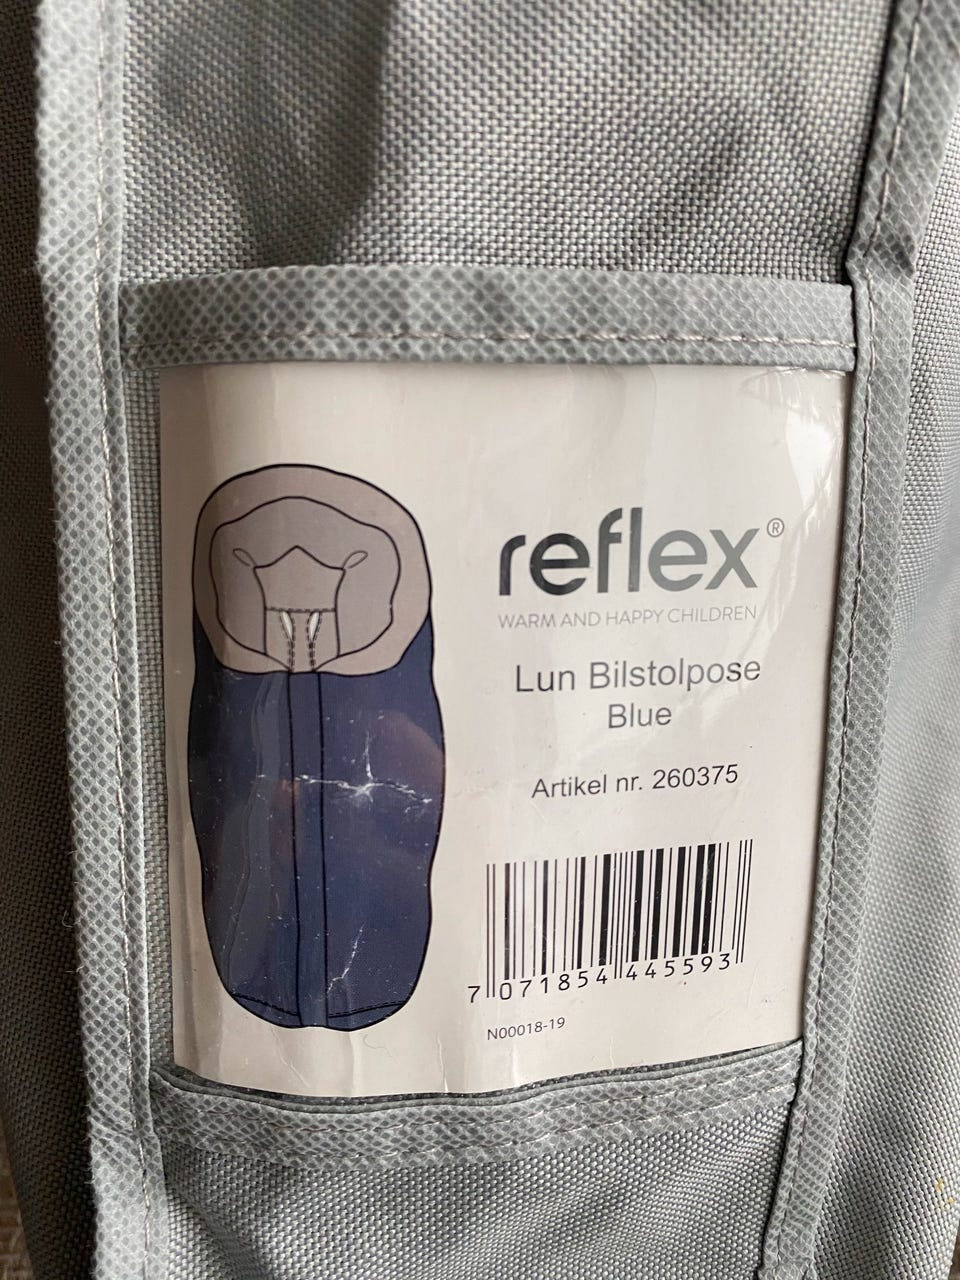 reflex®
WARM AND HAPPY CHILDREN
Lun Bilstolpose
Blue
Artikel nr. 260375
7 071854 445593
N00018-19